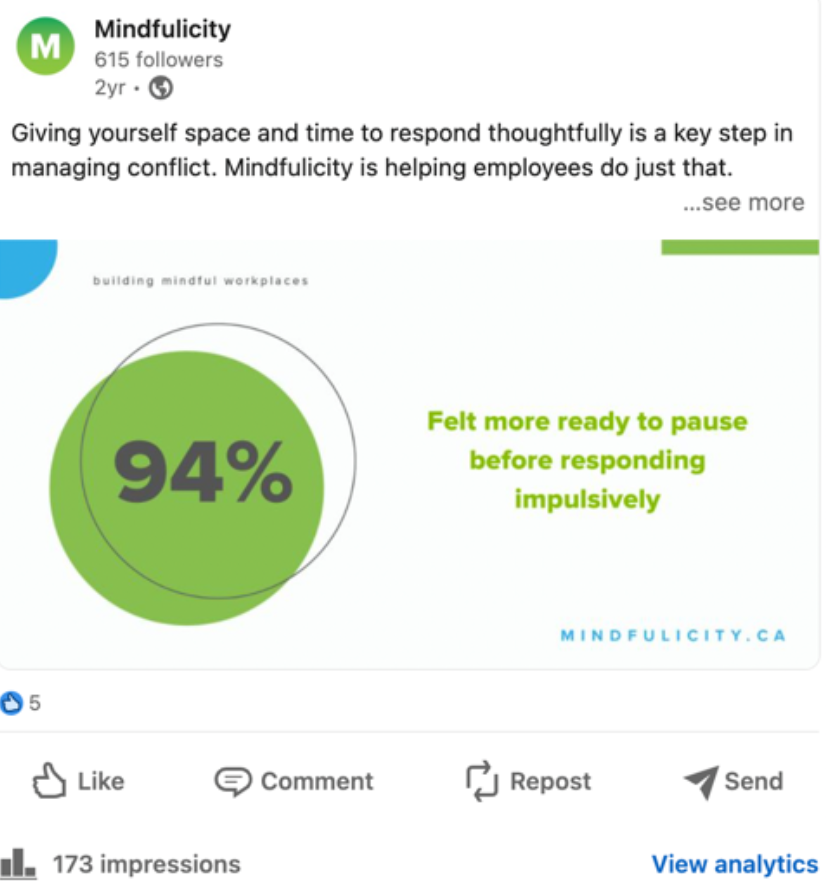 M
Mindfulicity
615 followers
2yr •
Giving yourself space and time to respond thoughtfully is a key step in
managing conflict. Mindfulicity is helping employees do just that.
...see more
building mindful workplaces
94%
Felt more ready to pause
before responding
impulsively
MINDFULICITY.CA
5
Like Comment Repost Send
173 impressions View analytics